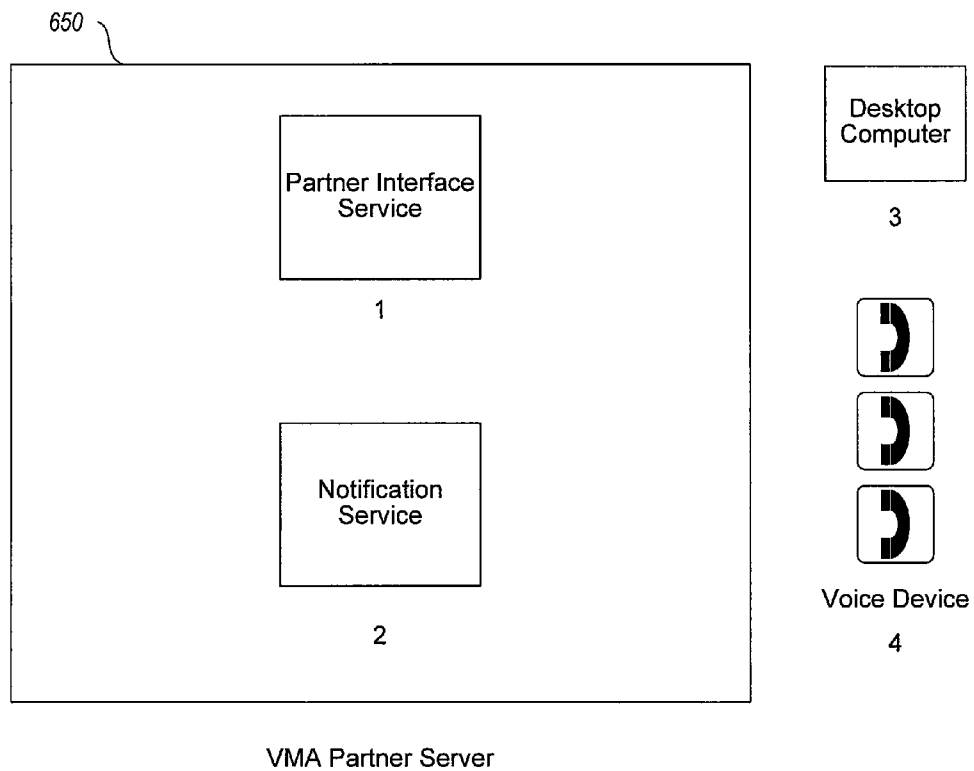 650
Partner Interface
Service
1
Notification
Service
2
Desktop
Computer
3
Voice Device
4
VMA Partner Server